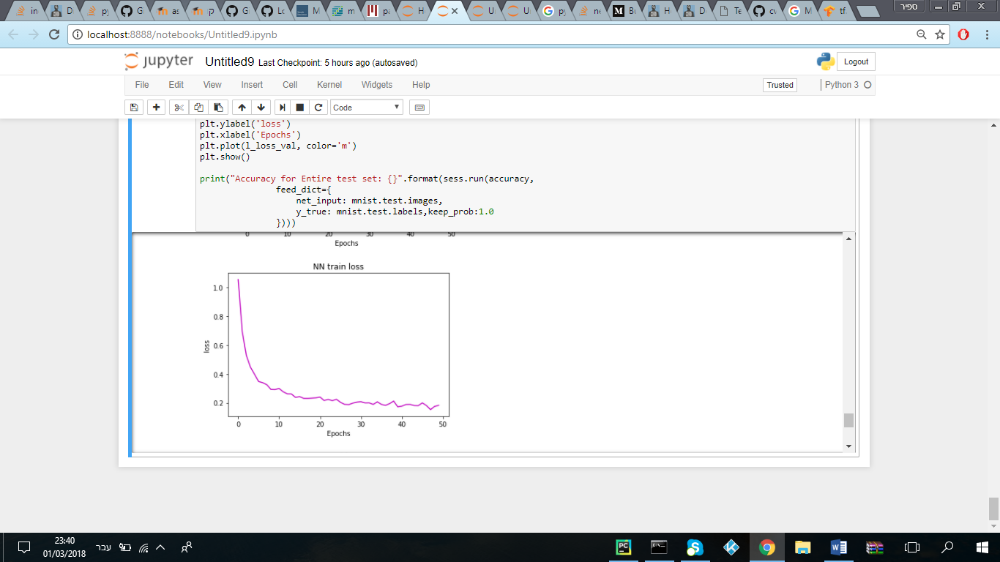 in
D
py
G
as
ק
G
Lo
M
m
pa
H
U
U
py
ne
M
Bu
H
D
Te
cv
M
tf.
ספיר
localhost:8888/notebooks/Untitled9.ipynb
jupyter Untitled9 Last Checkpoint: 5 hours ago (autosaved)
Logout
File Edit View Insert Cell Kernel Widgets Help
Trusted
Python 3
Code
plt.ylabel('loss')
plt.xlabel('Epochs')
plt.plot(l_loss_val, color='m')
plt.show()
print("Accuracy for Entire test set: {}".format(sess.run(accuracy,
feed_dict={
net_input: mnist.test.images,
y_true: mnist.test.labels,keep_prob:1.0
})))
0 10 20 30 40 50
Epochs
NN train loss
1.0
0.8
0.6
0.4
0.2
loss
0 10 20 30 40 50
Epochs
23:40
01/03/2018
עבר
PC